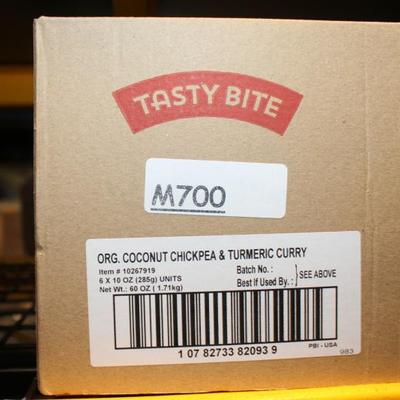 TASTY BITE
M700
ORG. COCONUT CHICKPEA & TURMERIC CURRY
Item # 10267919
6 X 10 OZ (285g) UNITS
Net Wt.: 60 OZ ( 1.71kg)
Batch No. :
Best If Used By. :
SEE ABOVE
1 07 82733 82093 9
PBI - USA
983